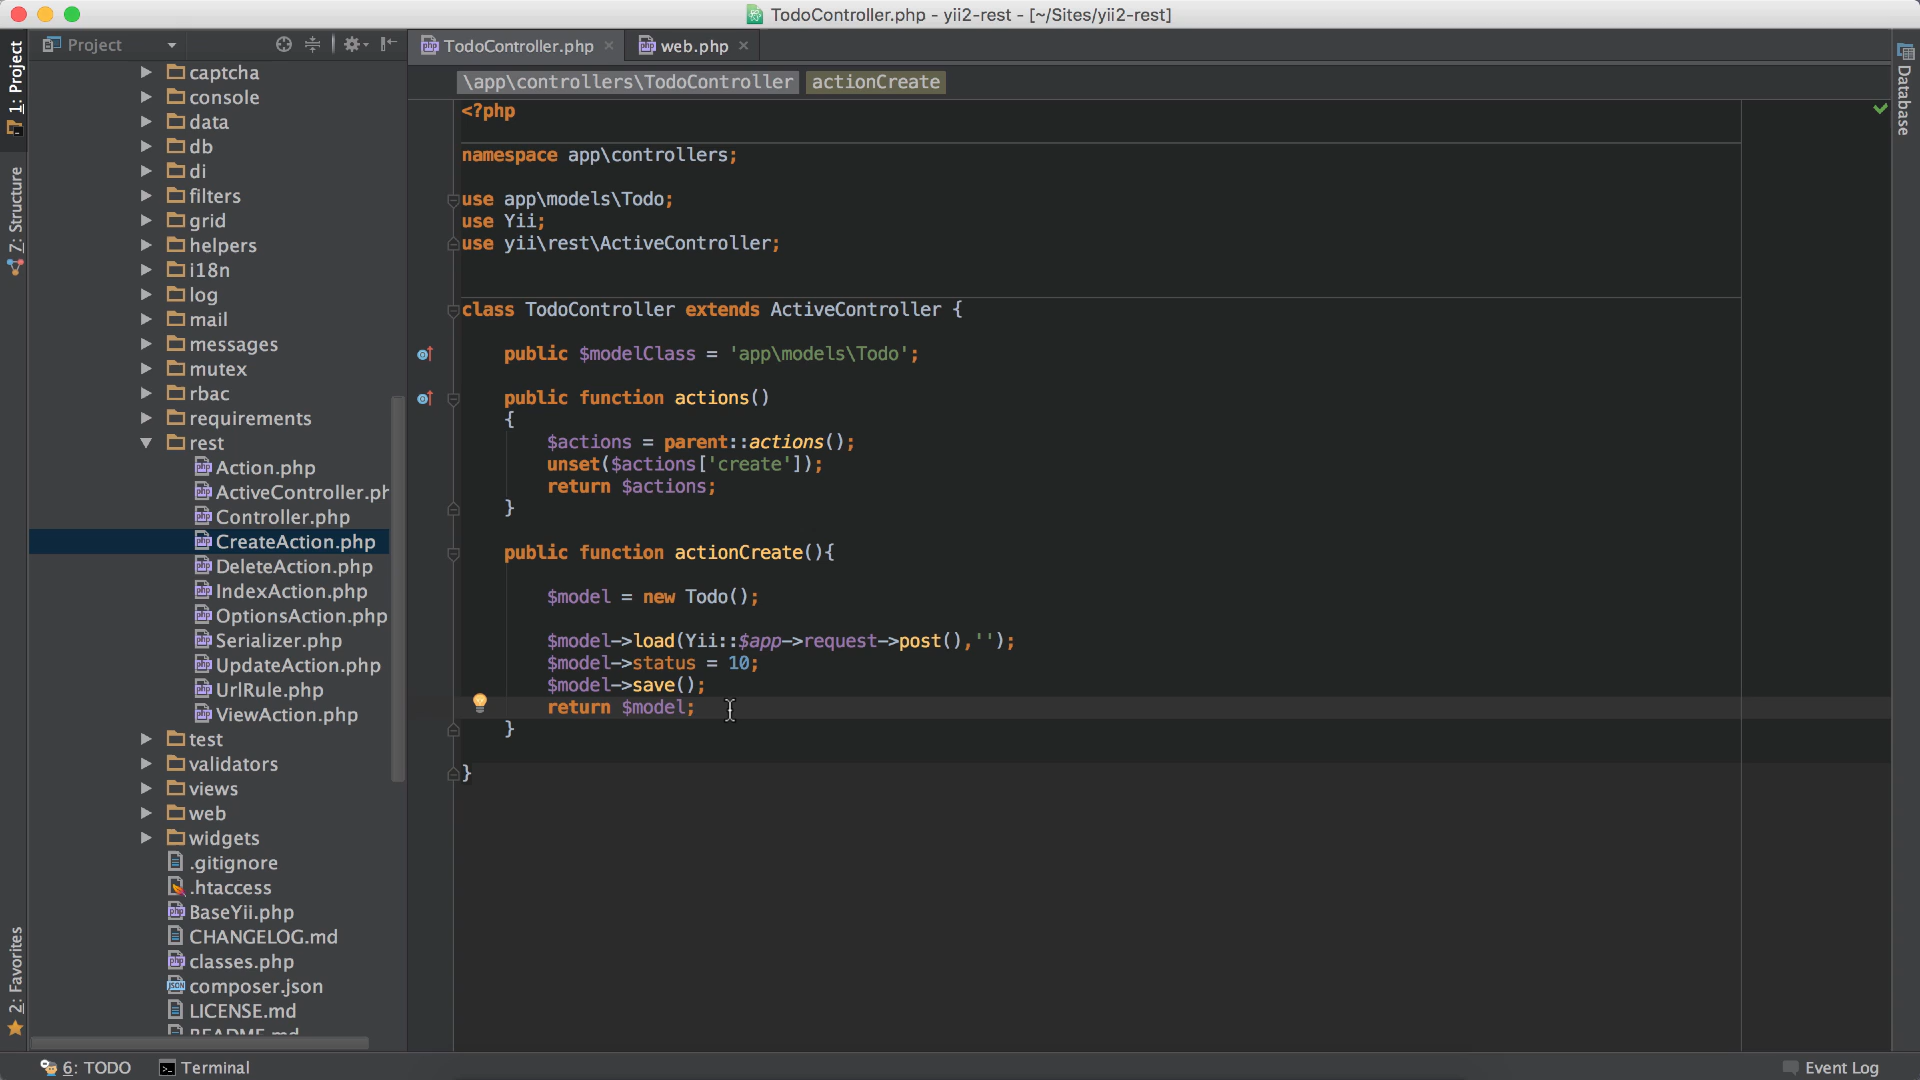 TodoController.php - yii2-rest - [~/Sites/yii2-rest]
1: Project
7: Structure
2: Favorites
Project
captcha
console
data
db
di
filters
grid
helpers
i18n
log
mail
messages
mutex
rbac
requirements
rest
Action.php
ActiveController.ph
Controller.php
CreateAction.php
DeleteAction.php
IndexAction.php
OptionsAction.php
Serializer.php
UpdateAction.php
UrlRule.php
ViewAction.php
test
validators
views
web
widgets
.gitignore
.htaccess
BaseYii.php
CHANGELOG.md
classes.php
composer.json
LICENSE.md
README.md
TodoController.php
web.php
\app\controllers\TodoController actionCreate
<?php
namespace app\controllers;
use app\models\Todo;
use Yii;
use yii\rest\ActiveController;
class TodoController extends ActiveController {
public $modelClass = 'app\models\Todo';
public function actions()
{
$actions = parent::actions();
unset($actions['create']);
return $actions;
}
public function actionCreate(){
$model = new Todo();
$model->load(Yii::$app->request->post(),'');
$model->status = 10;
$model->save();
return $model;
}
}
Database
6: TODO
Terminal
Event Log